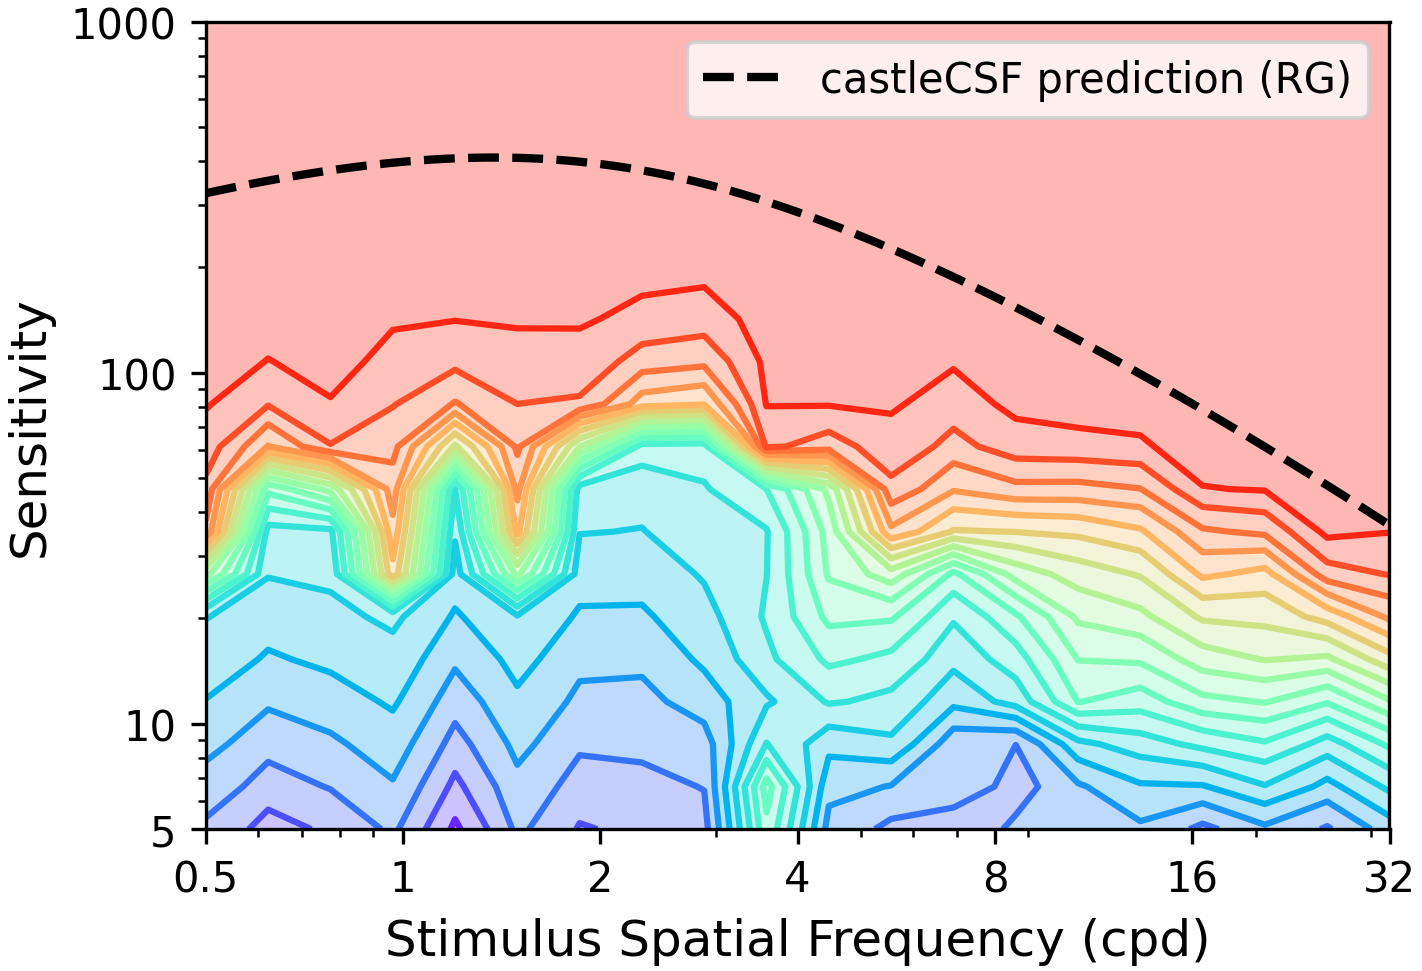 1000
castleCSF prediction (RG)
100
Sensitivity
10
5
0.5 1 2 4 8 16 32
Stimulus Spatial Frequency (cpd)